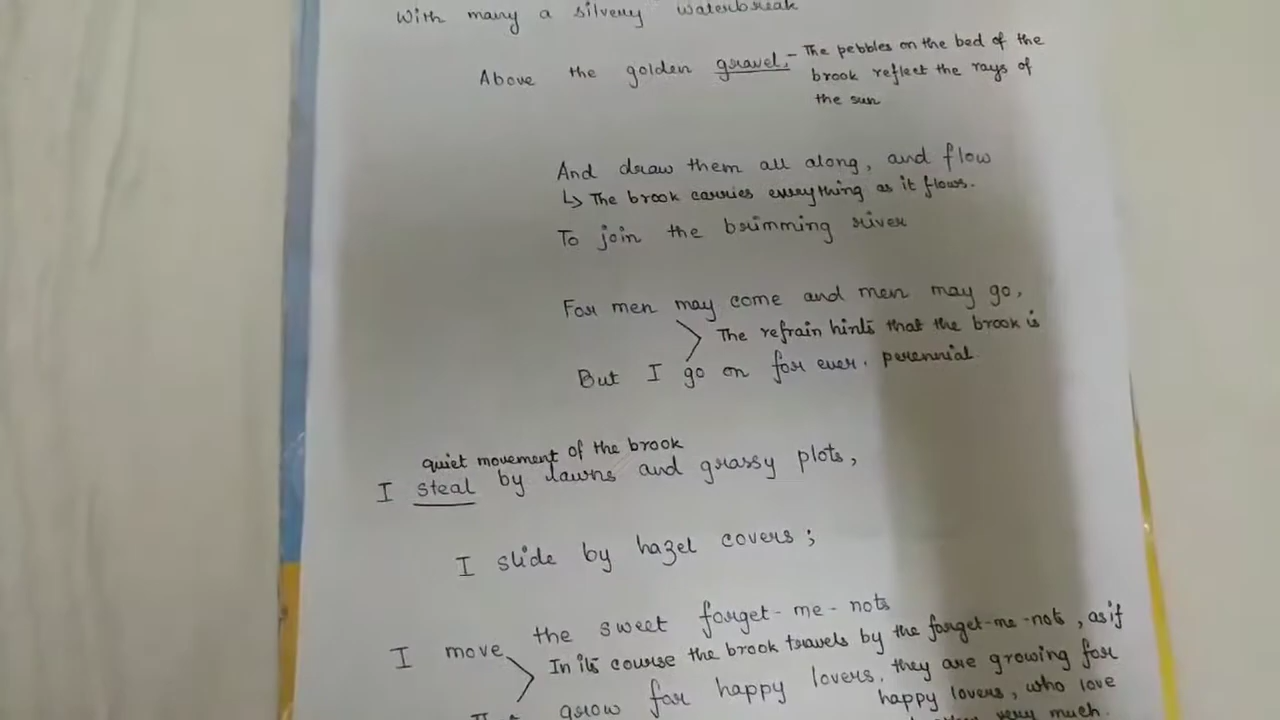 With many a silvery waterbreak
Above the golden gravel, - The pebbles on the bed of the
brook reflect the rays of
the sun
And draw them all along, and flow
↳ The brook carries everything as it flows.
To join the brimming river
For men may come and men may go,
The refrain hints that the brook is
But I go on for ever. perennial
quiet movement of the brook
I steal by lawns and grassy plots,
I slide by hazel covers;
I move the sweet forget-me-nots
In its course the brook travels by the forget-me-nots, as if
grow for happy lovers. they are growing for
happy lovers, who love
very much.